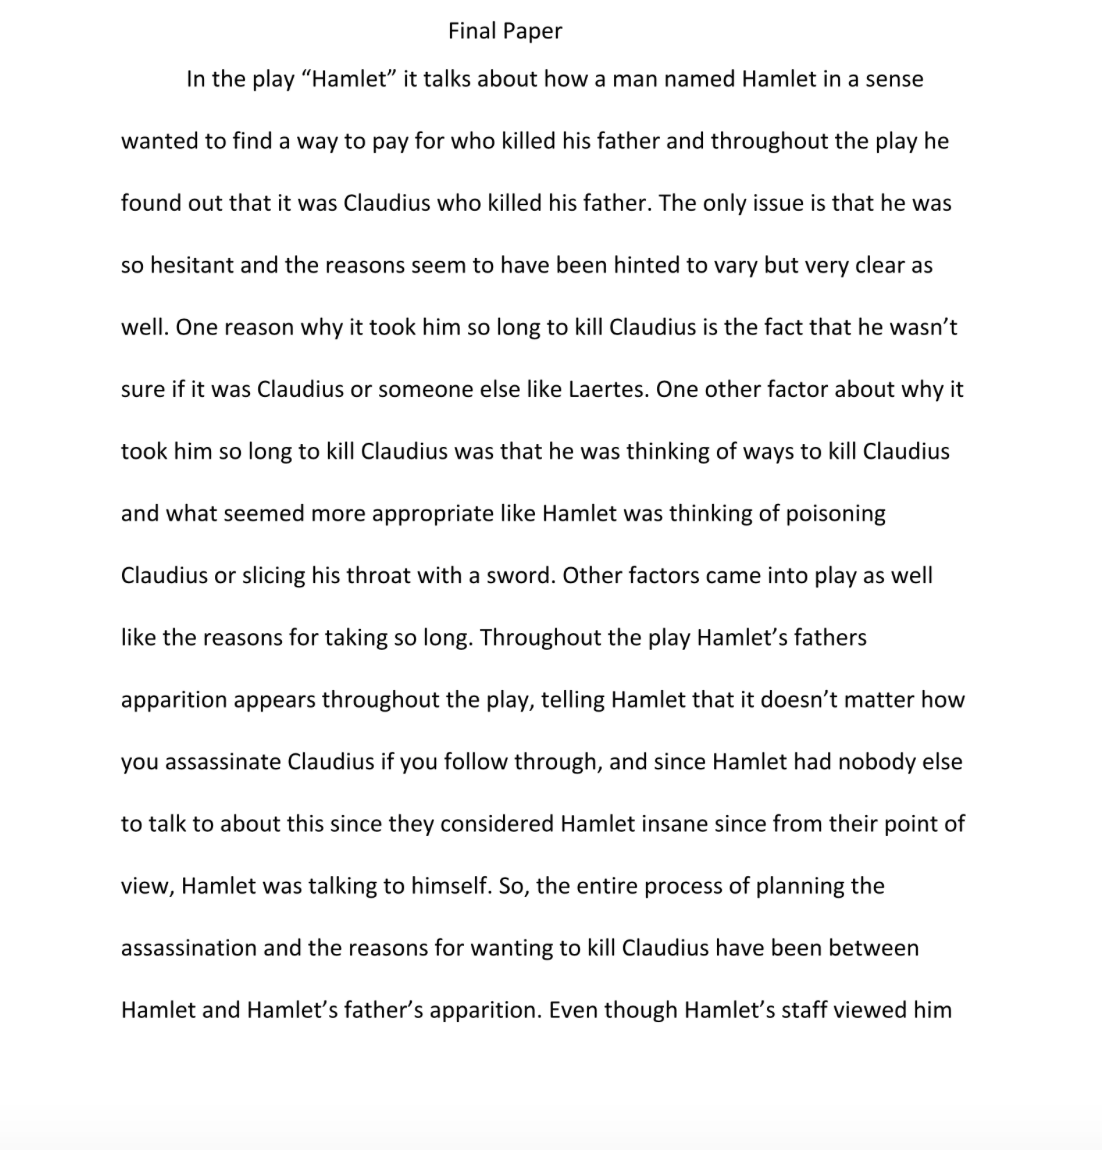 Final Paper
In the play “Hamlet” it talks about how a man named Hamlet in a sense
wanted to find a way to pay for who killed his father and throughout the play he
found out that it was Claudius who killed his father. The only issue is that he was
so hesitant and the reasons seem to have been hinted to vary but very clear as
well. One reason why it took him so long to kill Claudius is the fact that he wasn’t
sure if it was Claudius or someone else like Laertes. One other factor about why it
took him so long to kill Claudius was that he was thinking of ways to kill Claudius
and what seemed more appropriate like Hamlet was thinking of poisoning
Claudius or slicing his throat with a sword. Other factors came into play as well
like the reasons for taking so long. Throughout the play Hamlet’s fathers
apparition appears throughout the play, telling Hamlet that it doesn’t matter how
you assassinate Claudius if you follow through, and since Hamlet had nobody else
to talk to about this since they considered Hamlet insane since from their point of
view, Hamlet was talking to himself. So, the entire process of planning the
assassination and the reasons for wanting to kill Claudius have been between
Hamlet and Hamlet’s father’s apparition. Even though Hamlet’s staff viewed him